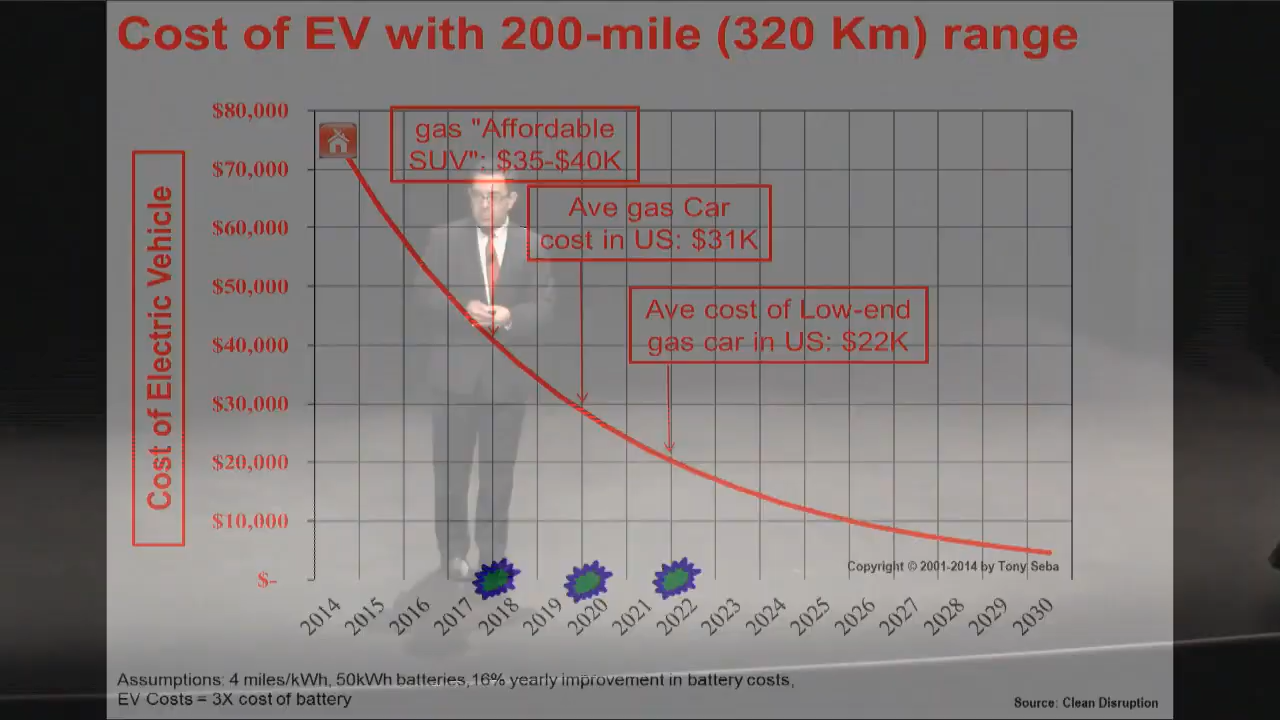 Cost of EV with 200-mile (320 Km) range
$80,000
$70,000
$60,000
$50,000
$40,000
$30,000
$20,000
$10,000
$-
Cost of Electric Vehicle
gas "Affordable
SUV": $35-$40K
Ave gas Car
cost in US: $31K
Ave cost of Low-end
gas car in US: $22K
Copyright © 2001-2014 by Tony Seba
2014
2015
2016
2017
2018
2019
2020
2021
2022
2023
2024
2025
2026
2027
2028
2029
2030
Assumptions: 4 miles/kWh, 50kWh batteries,16% yearly improvement in battery costs,
EV Costs = 3X cost of battery
Source: Clean Disruption